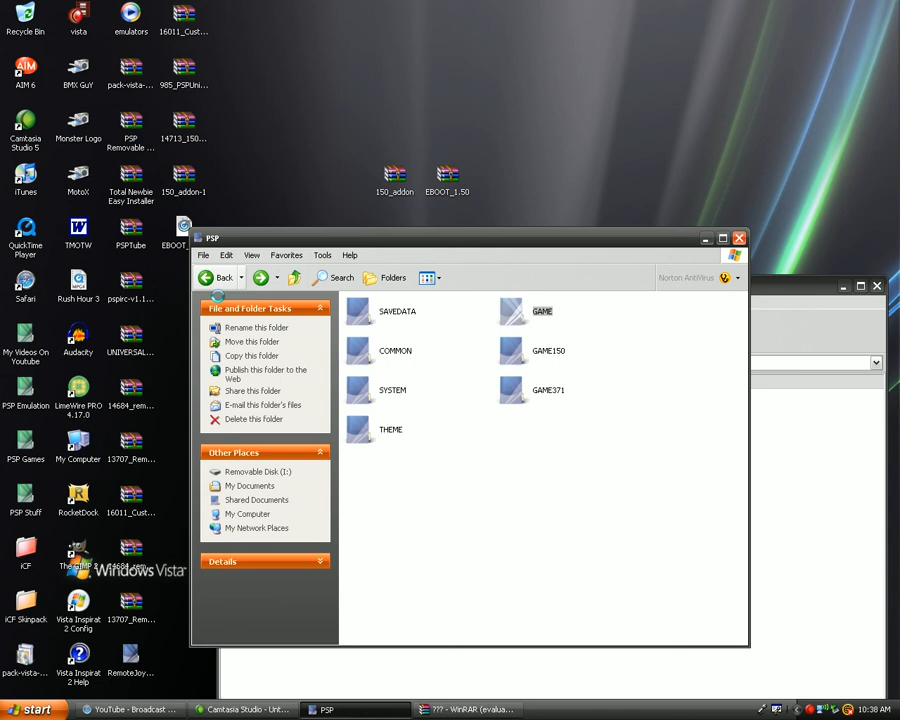 Recycle Bin
vista
emulators
16011_Cust...
AIM 6
BMX GuY
pack-vista-...
985_PSPUni...
Camtasia
Studio 5
Monster Logo
PSP
Removable ...
14713_150...
iTunes
MotoX
Total Newbie
Easy Installer
150_addon-1
150_addon
EBOOT_1.50
QuickTime
Player
TMOTW
PSPTube
EBOOT_...
Safari
Rush Hour 3
pspirc-v1.1...
My Videos On
Youtube
Audacity
UNIVERSAL...
PSP Emulation
LimeWire PRO
4.17.0
14684_rem...
PSP Games
My Computer
13707_Rem...
PSP Stuff
RocketDock
16011_Cust...
iCF
The GIMP 2
14684_rem...
Windows Vista
iCF Skinpack
Vista Inspirat
2 Config
13707_Rem...
pack-vista-...
Vista Inspirat
2 Help
RemoteJoy...
PSP
File Edit View Favorites Tools Help
Back Search Folders Norton AntiVirus
File and Folder Tasks
Rename this folder
Move this folder
Copy this folder
Publish this folder to the
Web
Share this folder
E-mail this folder's files
Delete this folder
Other Places
Removable Disk (I:)
My Documents
Shared Documents
My Computer
My Network Places
Details
SAVEDATA GAME
COMMON GAME150
SYSTEM GAME371
THEME
start YouTube - Broadcast ... Camtasia Studio - Unt... PSP ??? - WinRAR (evalua... 10:38 AM